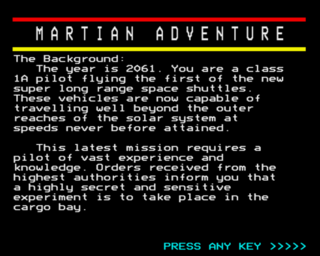 MARTIAN ADVENTURE
The Background:
The year is 2061. You are a class
1A pilot flying the first of the new
super long range space shuttles.
These vehicles are now capable of
travelling well beyond the outer
reaches of the solar system at
speeds never before attained.
This latest mission requires a
pilot of vast experience and
knowledge. Orders received from the
highest authorities inform you that
a highly secret and sensitive
experiment is to take place in the
cargo bay.
PRESS ANY KEY >>>>>